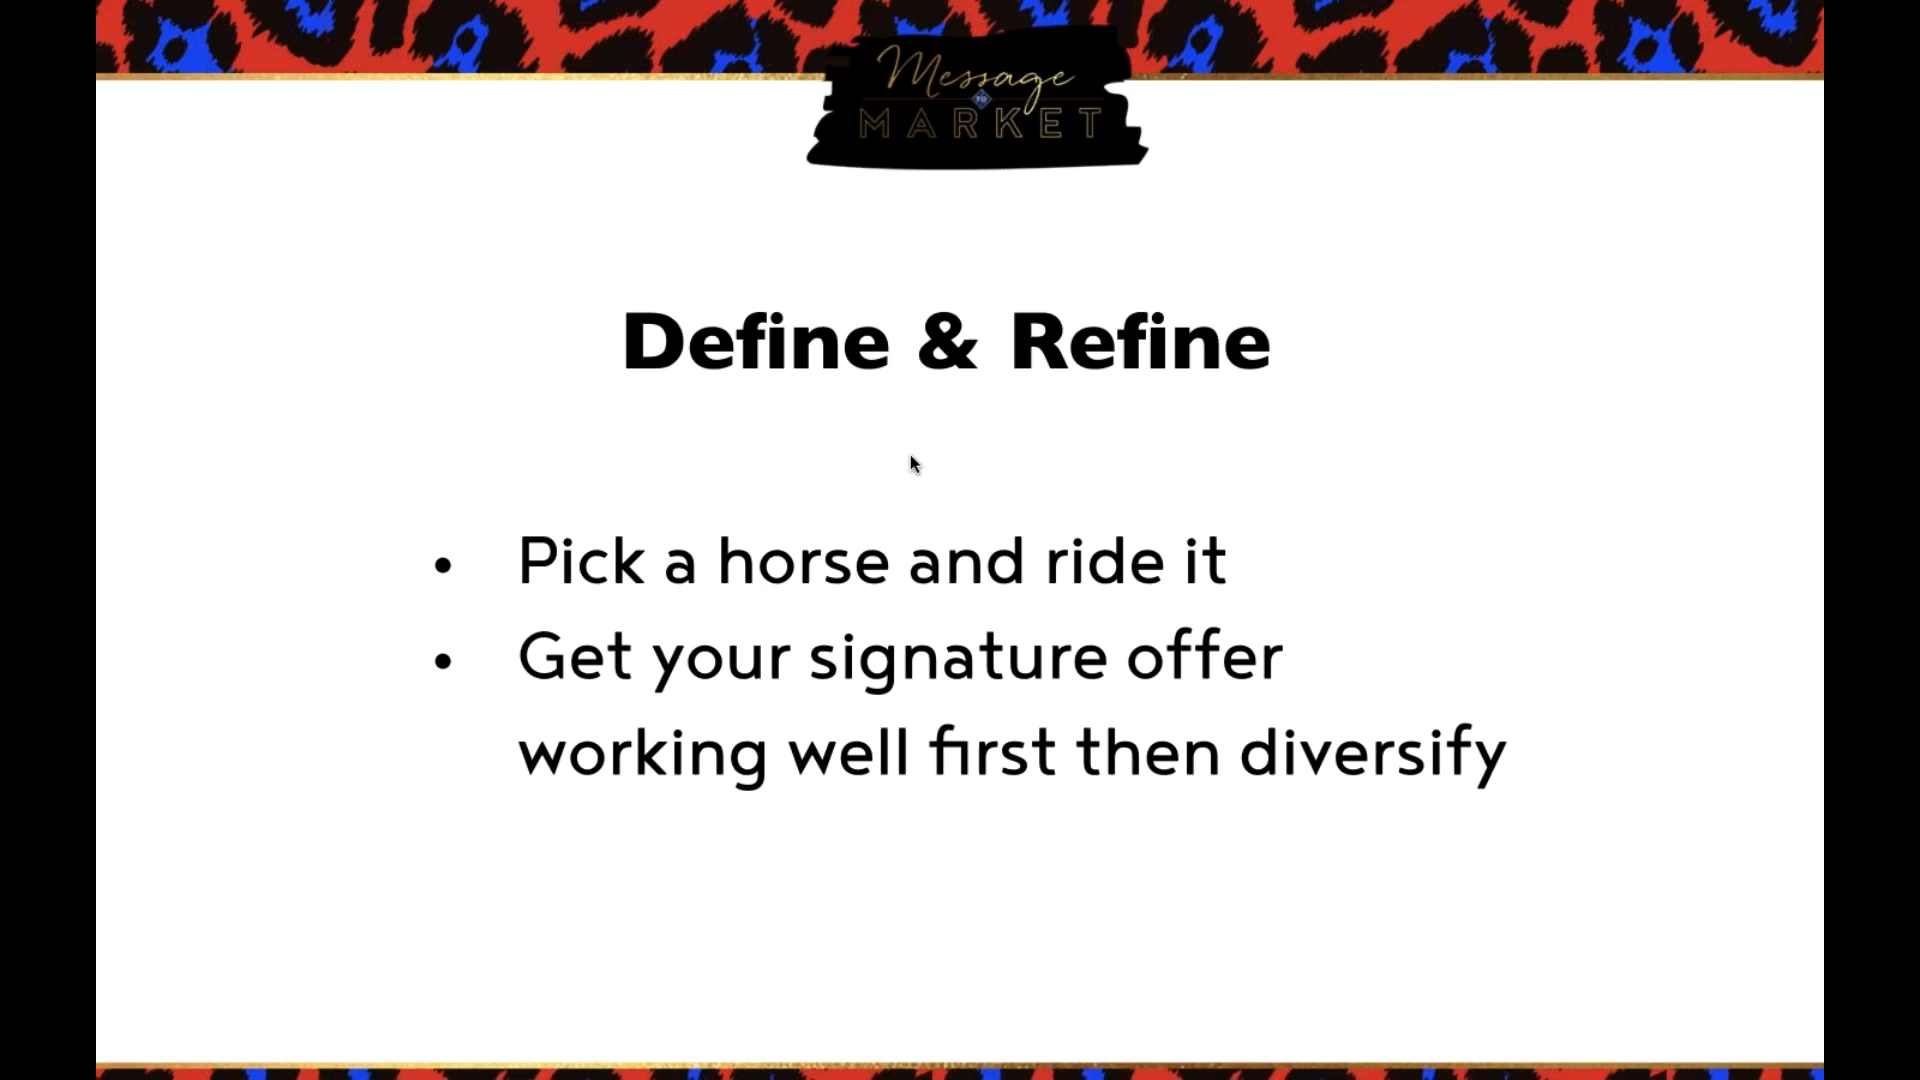 Message
TO
MARKET
Define & Refine
• Pick a horse and ride it
• Get your signature offer
working well first then diversify